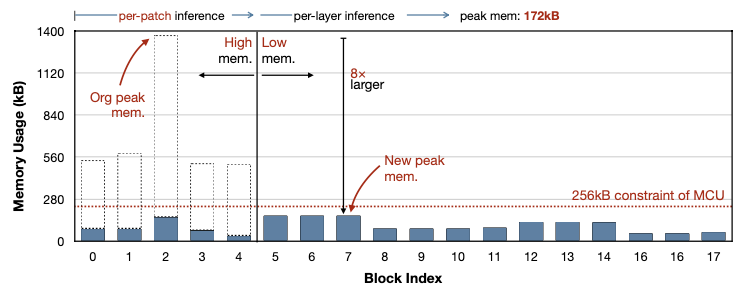 per-patch inference per-layer inference peak mem: 172kB
1400
1120
840
560
280
0
Memory Usage (kB)
High mem.
Low mem.
Org peak mem.
8× larger
New peak mem.
256kB constraint of MCU
0 1 2 3 4 5 6 7 8 9 10 11 12 13 14 16 16 17
Block Index